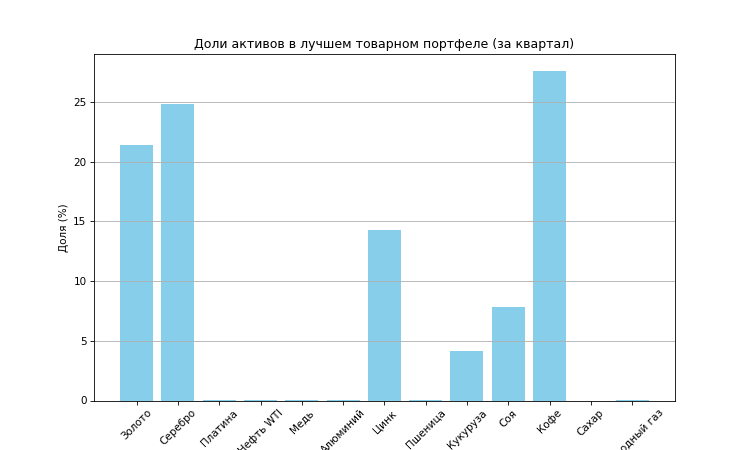 Доли активов в лучшем товарном портфеле (за квартал)
Доля (%)
25
20
15
10
5
0
Золото
Серебро
Платина
Нефть WTI
Медь
Алюминий
Цинк
Пшеница
Кукуруза
Соя
Кофе
Сахар
газ